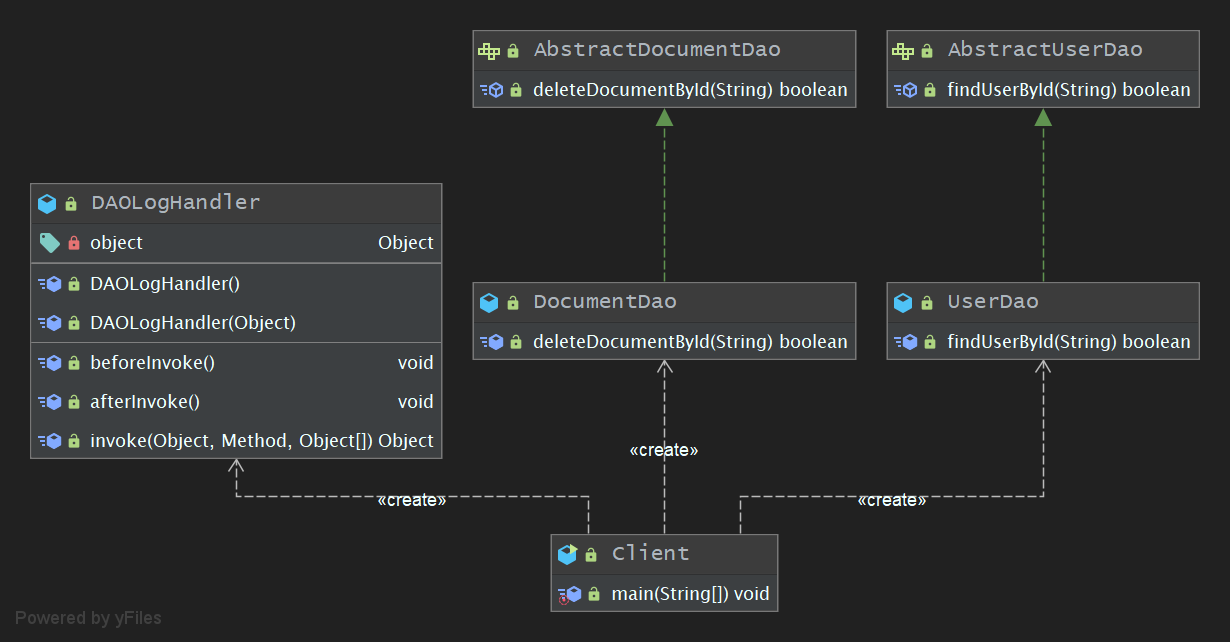 AbstractDocumentDao
deleteDocumentById(String) boolean
AbstractUserDao
findUserById(String) boolean
DAOLogHandler
object Object
DAOLogHandler()
DAOLogHandler(Object)
beforeInvoke() void
afterInvoke() void
invoke(Object, Method, Object[]) Object
DocumentDao
deleteDocumentById(String) boolean
UserDao
findUserById(String) boolean
«create»
«create»
«create»
Client
main(String[]) void
Powered by yFiles